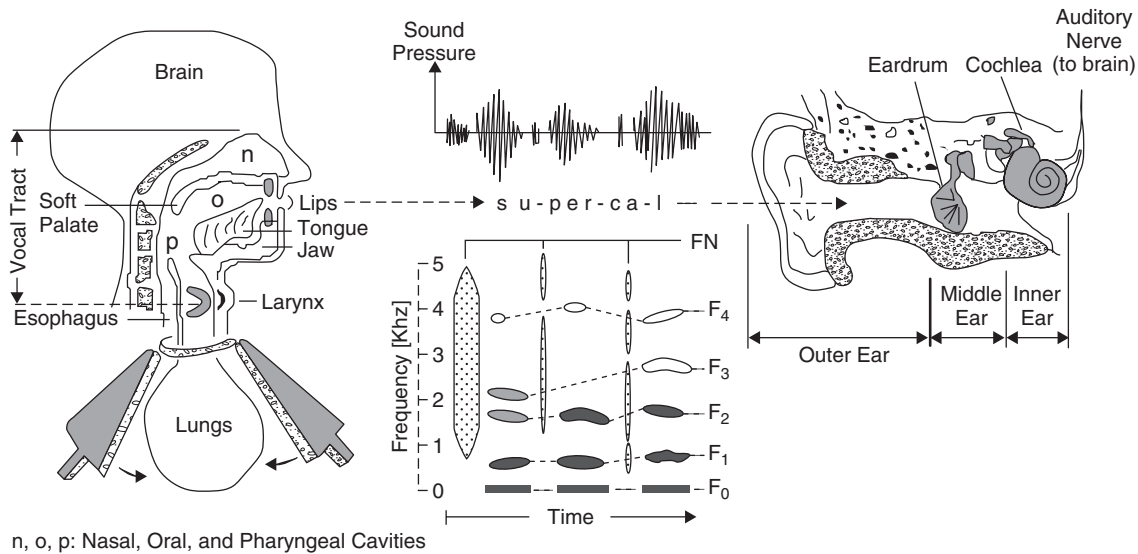 Brain
n
o
p
Soft
Palate
Vocal Tract
Lips
Tongue
Jaw
Larynx
Esophagus
Lungs
Sound
Pressure
s u-per-ca-l
FN
Frequency [Khz]
5
4
3
2
1
0
F4
F3
F2
F1
F0
Time
Auditory
Nerve
(to brain)
Eardrum
Cochlea
Middle
Ear
Inner
Ear
Outer Ear
n, o, p: Nasal, Oral, and Pharyngeal Cavities